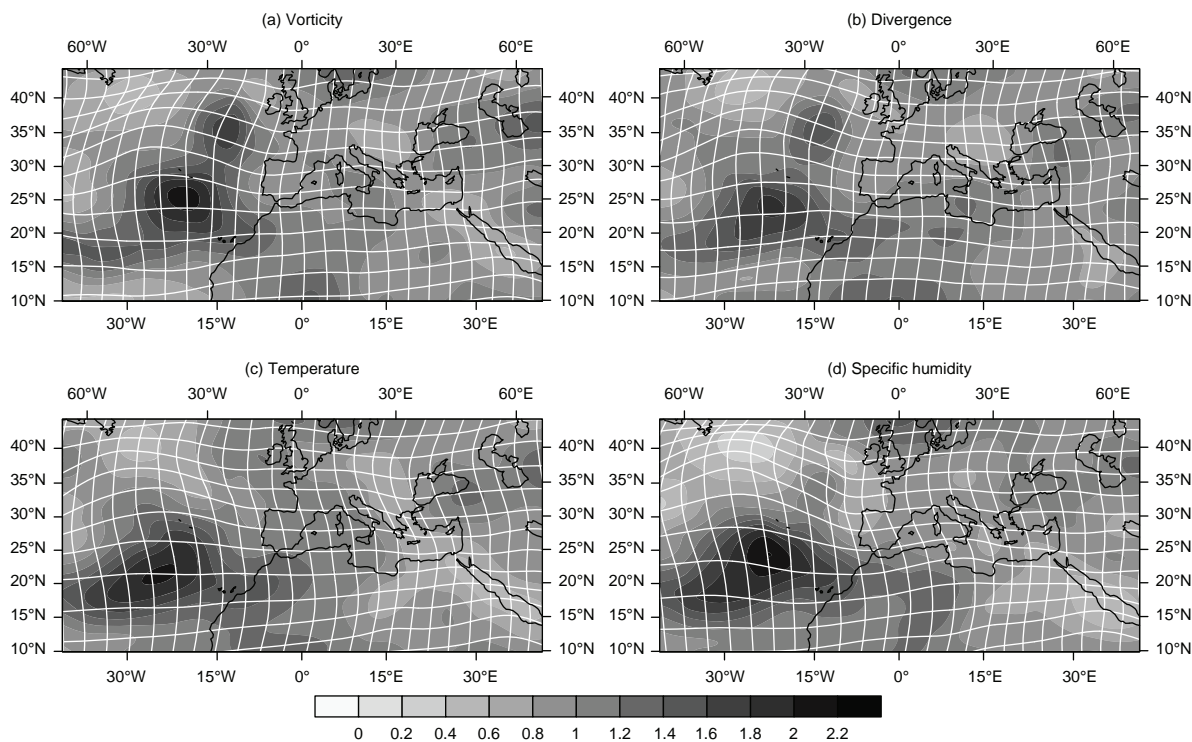 (a) Vorticity
(b) Divergence
60°W 30°W 0° 30°E 60°E
60°W 30°W 0° 30°E 60°E
40°N 40°N 40°N 40°N
35°N 35°N 35°N 35°N
30°N 30°N 30°N 30°N
25°N 25°N 25°N 25°N
20°N 20°N 20°N 20°N
15°N 15°N 15°N 15°N
10°N 10°N 10°N 10°N
30°W 15°W 0° 15°E 30°E
30°W 15°W 0° 15°E 30°E
(c) Temperature
(d) Specific humidity
60°W 30°W 0° 30°E 60°E
60°W 30°W 0° 30°E 60°E
40°N 40°N 40°N 40°N
35°N 35°N 35°N 35°N
30°N 30°N 30°N 30°N
25°N 25°N 25°N 25°N
20°N 20°N 20°N 20°N
15°N 15°N 15°N 15°N
10°N 10°N 10°N 10°N
30°W 15°W 0° 15°E 30°E
30°W 15°W 0° 15°E 30°E
0 0.2 0.4 0.6 0.8 1 1.2 1.4 1.6 1.8 2 2.2